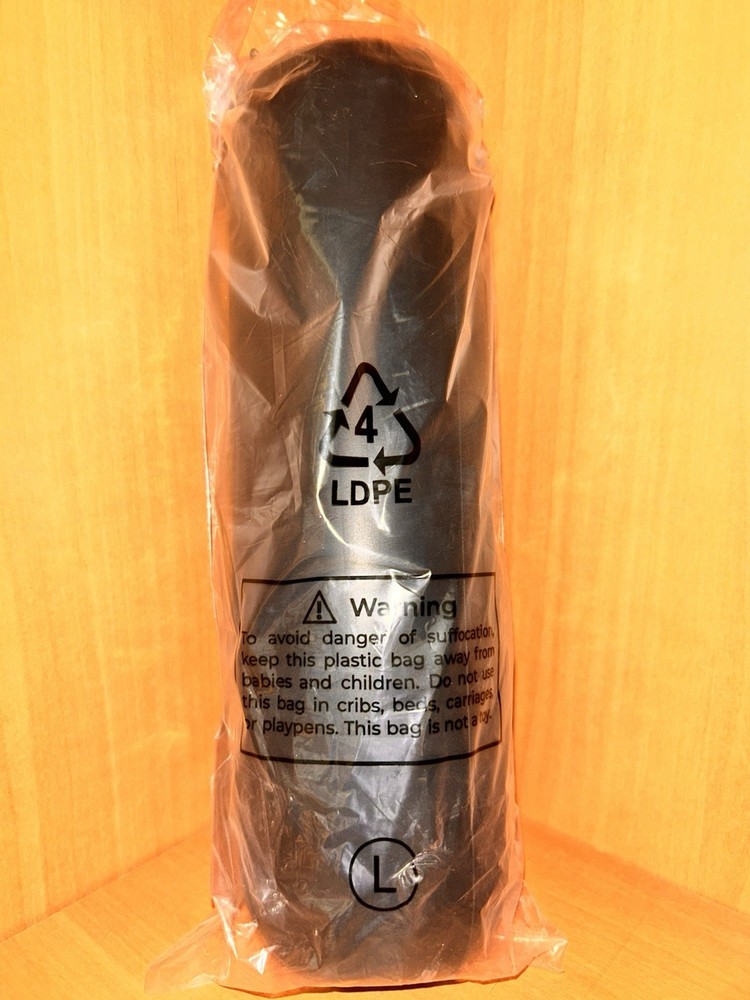 4
LDPE
Warning
To avoid danger of suffocation,
keep this plastic bag away from
babies and children. Do not use
this bag in cribs, beds, carriages,
or playpens. This bag is not a toy.
L